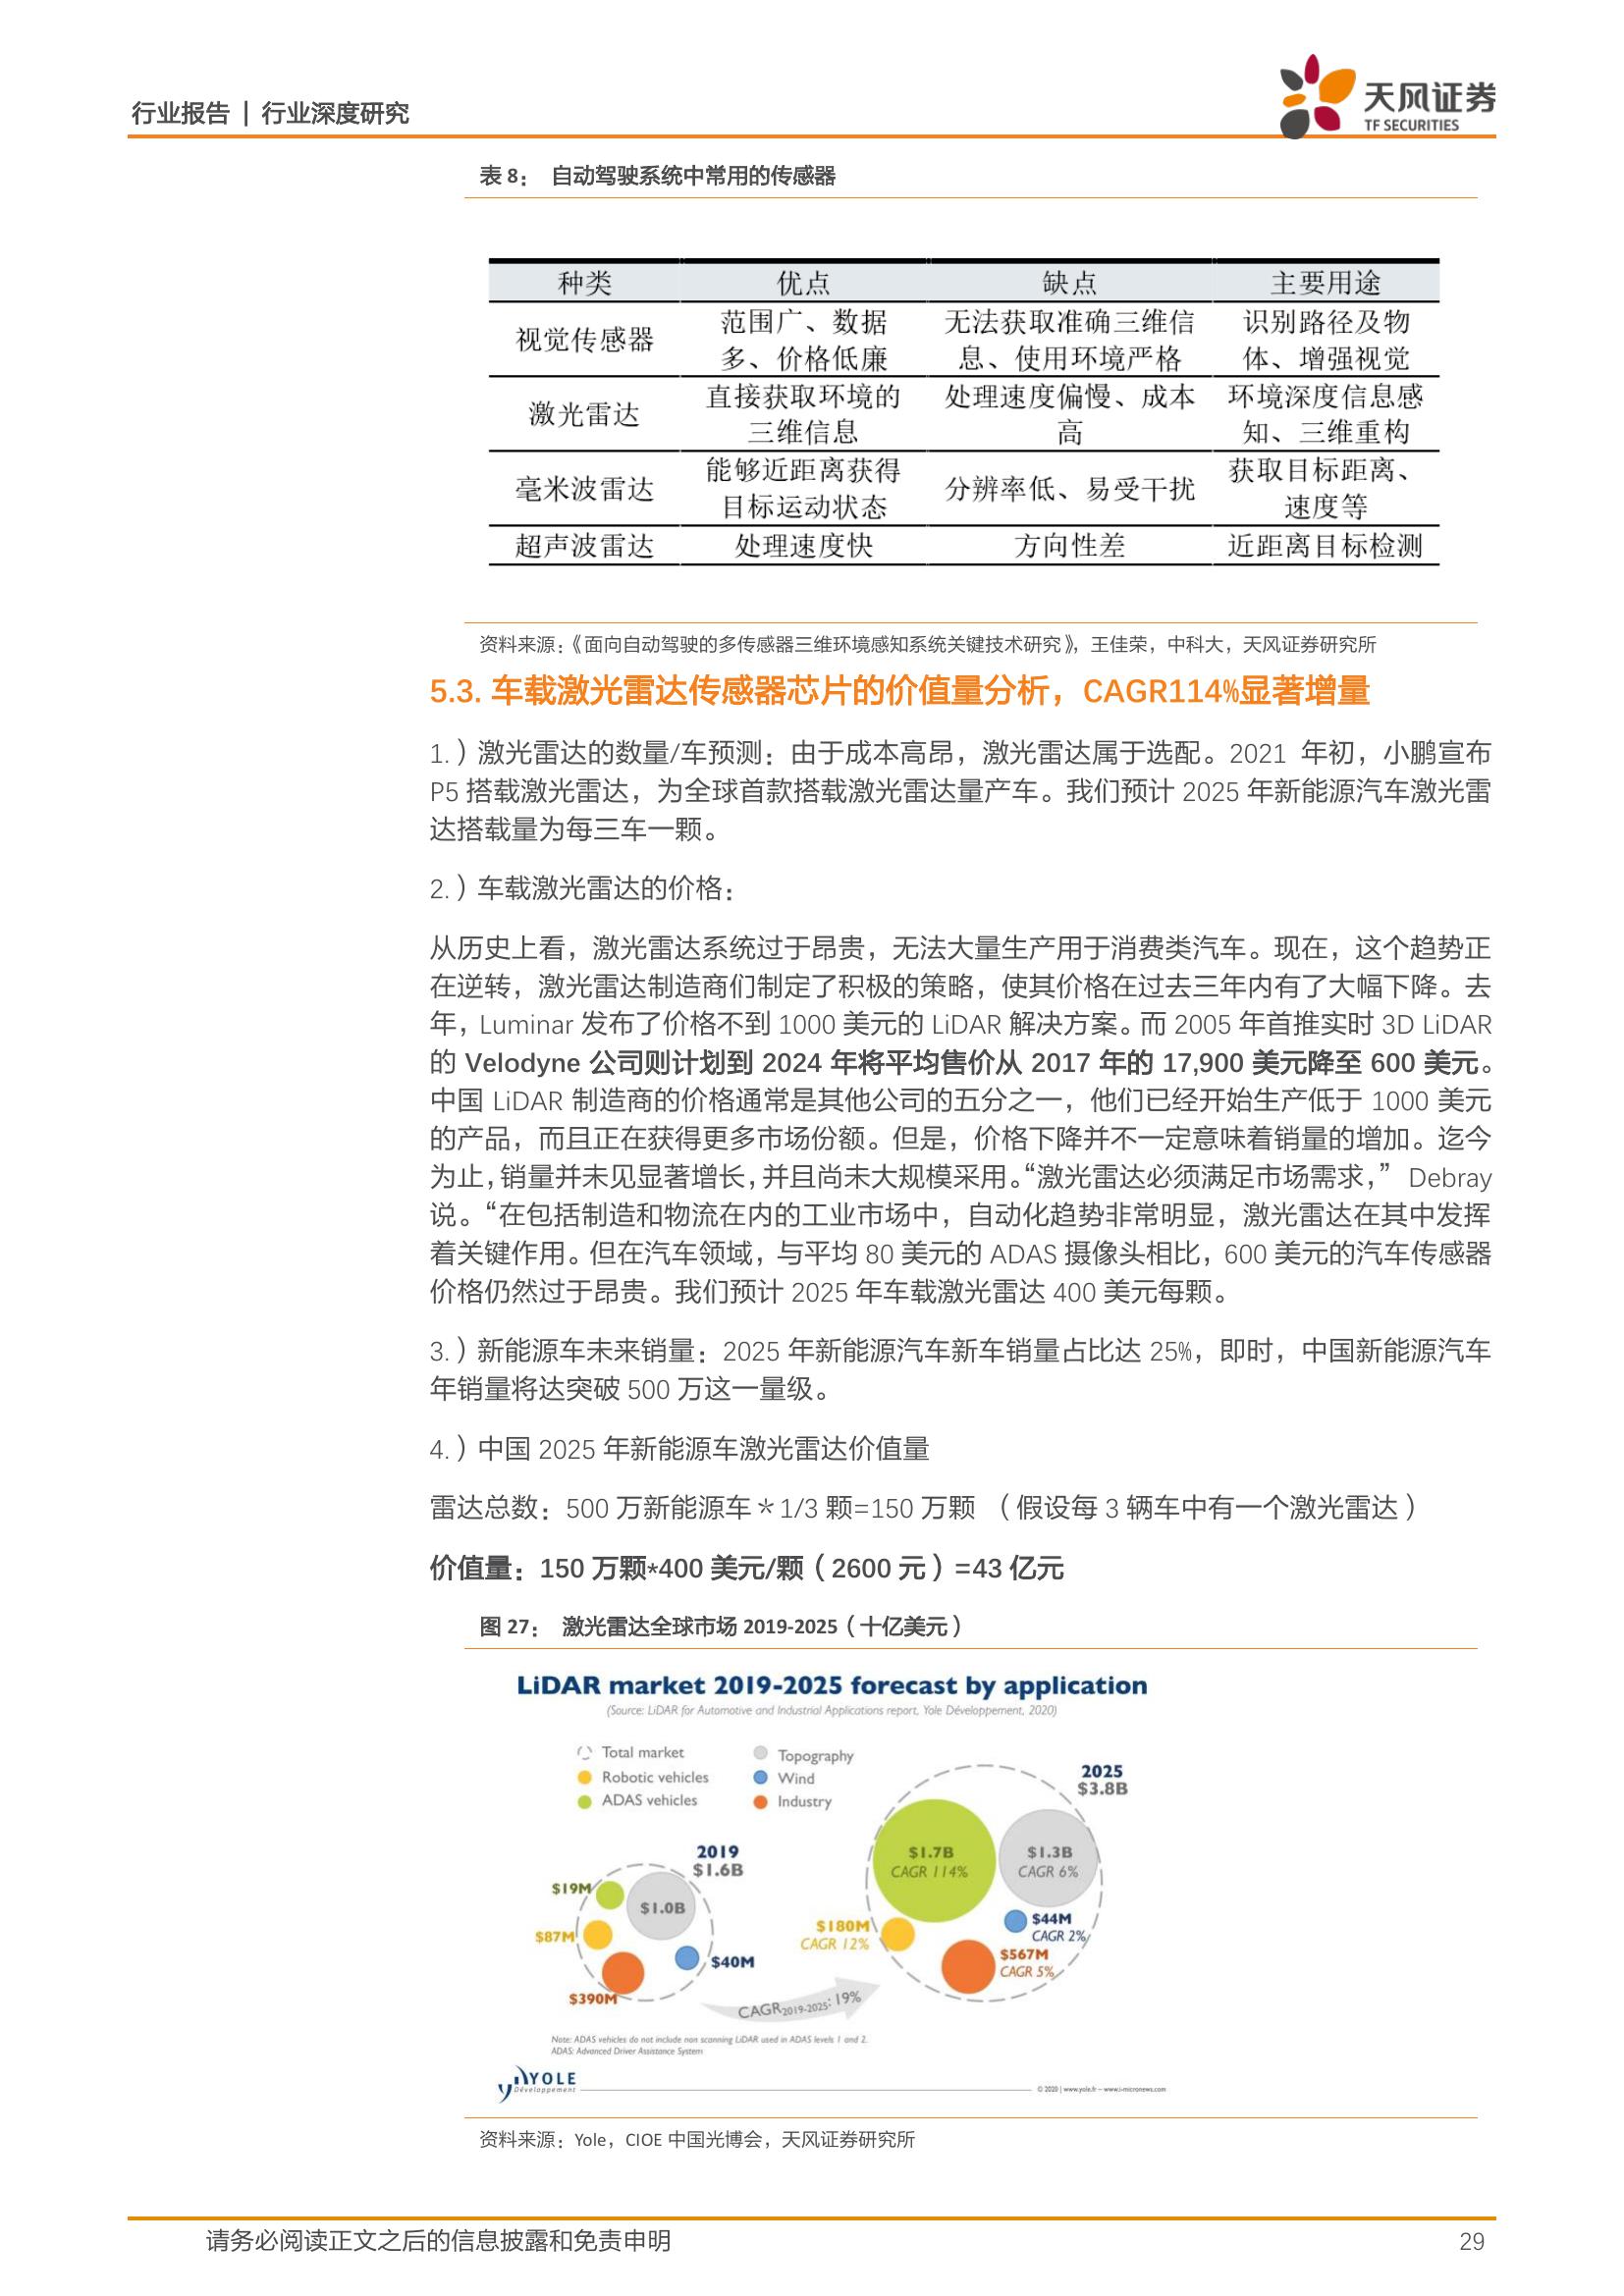 行业报告 | 行业深度研究
天风证券
TF SECURITIES
表 8： 自动驾驶系统中常用的传感器
种类 优点 缺点 主要用途
视觉传感器 范围广、数据多、价格低廉 无法获取准确三维信息、使用环境严格 识别路径及物体、增强视觉
激光雷达 直接获取环境的三维信息 处理速度偏慢、成本高 环境深度信息感知、三维重构
毫米波雷达 能够近距离获得目标运动状态 分辨率低、易受干扰 获取目标距离、速度等
超声波雷达 处理速度快 方向性差 近距离目标检测
资料来源：《面向自动驾驶的多传感器三维环境感知系统关键技术研究》，王佳荣，中科大，天风证券研究所
5.3. 车载激光雷达传感器芯片的价值量分析，CAGR114%显著增量
1.）激光雷达的数量/车预测：由于成本高昂，激光雷达属于选配。2021 年初，小鹏宣布
P5 搭载激光雷达，为全球首款搭载激光雷达量产车。我们预计 2025 年新能源汽车激光雷
达搭载量为每三车一颗。
2.）车载激光雷达的价格：
从历史上看，激光雷达系统过于昂贵，无法大量生产用于消费类汽车。现在，这个趋势正
在逆转，激光雷达制造商们制定了积极的策略，使其价格在过去三年内有了大幅下降。去
年，Luminar 发布了价格不到 1000 美元的 LiDAR 解决方案。而 2005 年首推实时 3D LiDAR
的 Velodyne 公司则计划到 2024 年将平均售价从 2017 年的 17,900 美元降至 600 美元。
中国 LiDAR 制造商的价格通常是其他公司的五分之一，他们已经开始生产低于 1000 美元
的产品，而且正在获得更多市场份额。但是，价格下降并不一定意味着销量的增加。迄今
为止，销量并未见显著增长，并且尚未大规模采用。“激光雷达必须满足市场需求，” Debray
说。“在包括制造和物流在内的工业市场中，自动化趋势非常明显，激光雷达在其中发挥
着关键作用。但在汽车领域，与平均 80 美元的 ADAS 摄像头相比，600 美元的汽车传感器
价格仍然过于昂贵。我们预计 2025 年车载激光雷达 400 美元每颗。
3.）新能源车未来销量：2025 年新能源汽车新车销量占比达 25%，即时，中国新能源汽车
年销量将达突破 500 万这一量级。
4.）中国 2025 年新能源车激光雷达价值量
雷达总数：500 万新能源车＊1/3 颗=150 万颗 （假设每 3 辆车中有一个激光雷达）
价值量：150 万颗*400 美元/颗（2600 元）=43 亿元
图 27： 激光雷达全球市场 2019-2025（十亿美元）
LiDAR market 2019-2025 forecast by application
(Source: LiDAR for Automotive and Industrial Applications report, Yole Développement, 2020)
Total market
Robotic vehicles
ADAS vehicles
Topography
Wind
Industry
2019
$1.6B
$19M
$1.0B
$87M
$40M
$390M
CAGR2019-2025: 19%
2025
$3.8B
$1.7B
CAGR 114%
$1.3B
CAGR 6%
$180M
CAGR 12%
$44M
CAGR 2%
$567M
CAGR 5%
Note: ADAS vehicles do not include non scanning LiDAR used in ADAS levels 1 and 2.
ADAS: Advanced Driver Assistance System
YOLE
Développement
© 2020 | www.yole.fr – www.i-micronews.com
资料来源：Yole，CIOE 中国光博会，天风证券研究所
请务必阅读正文之后的信息披露和免责申明
29